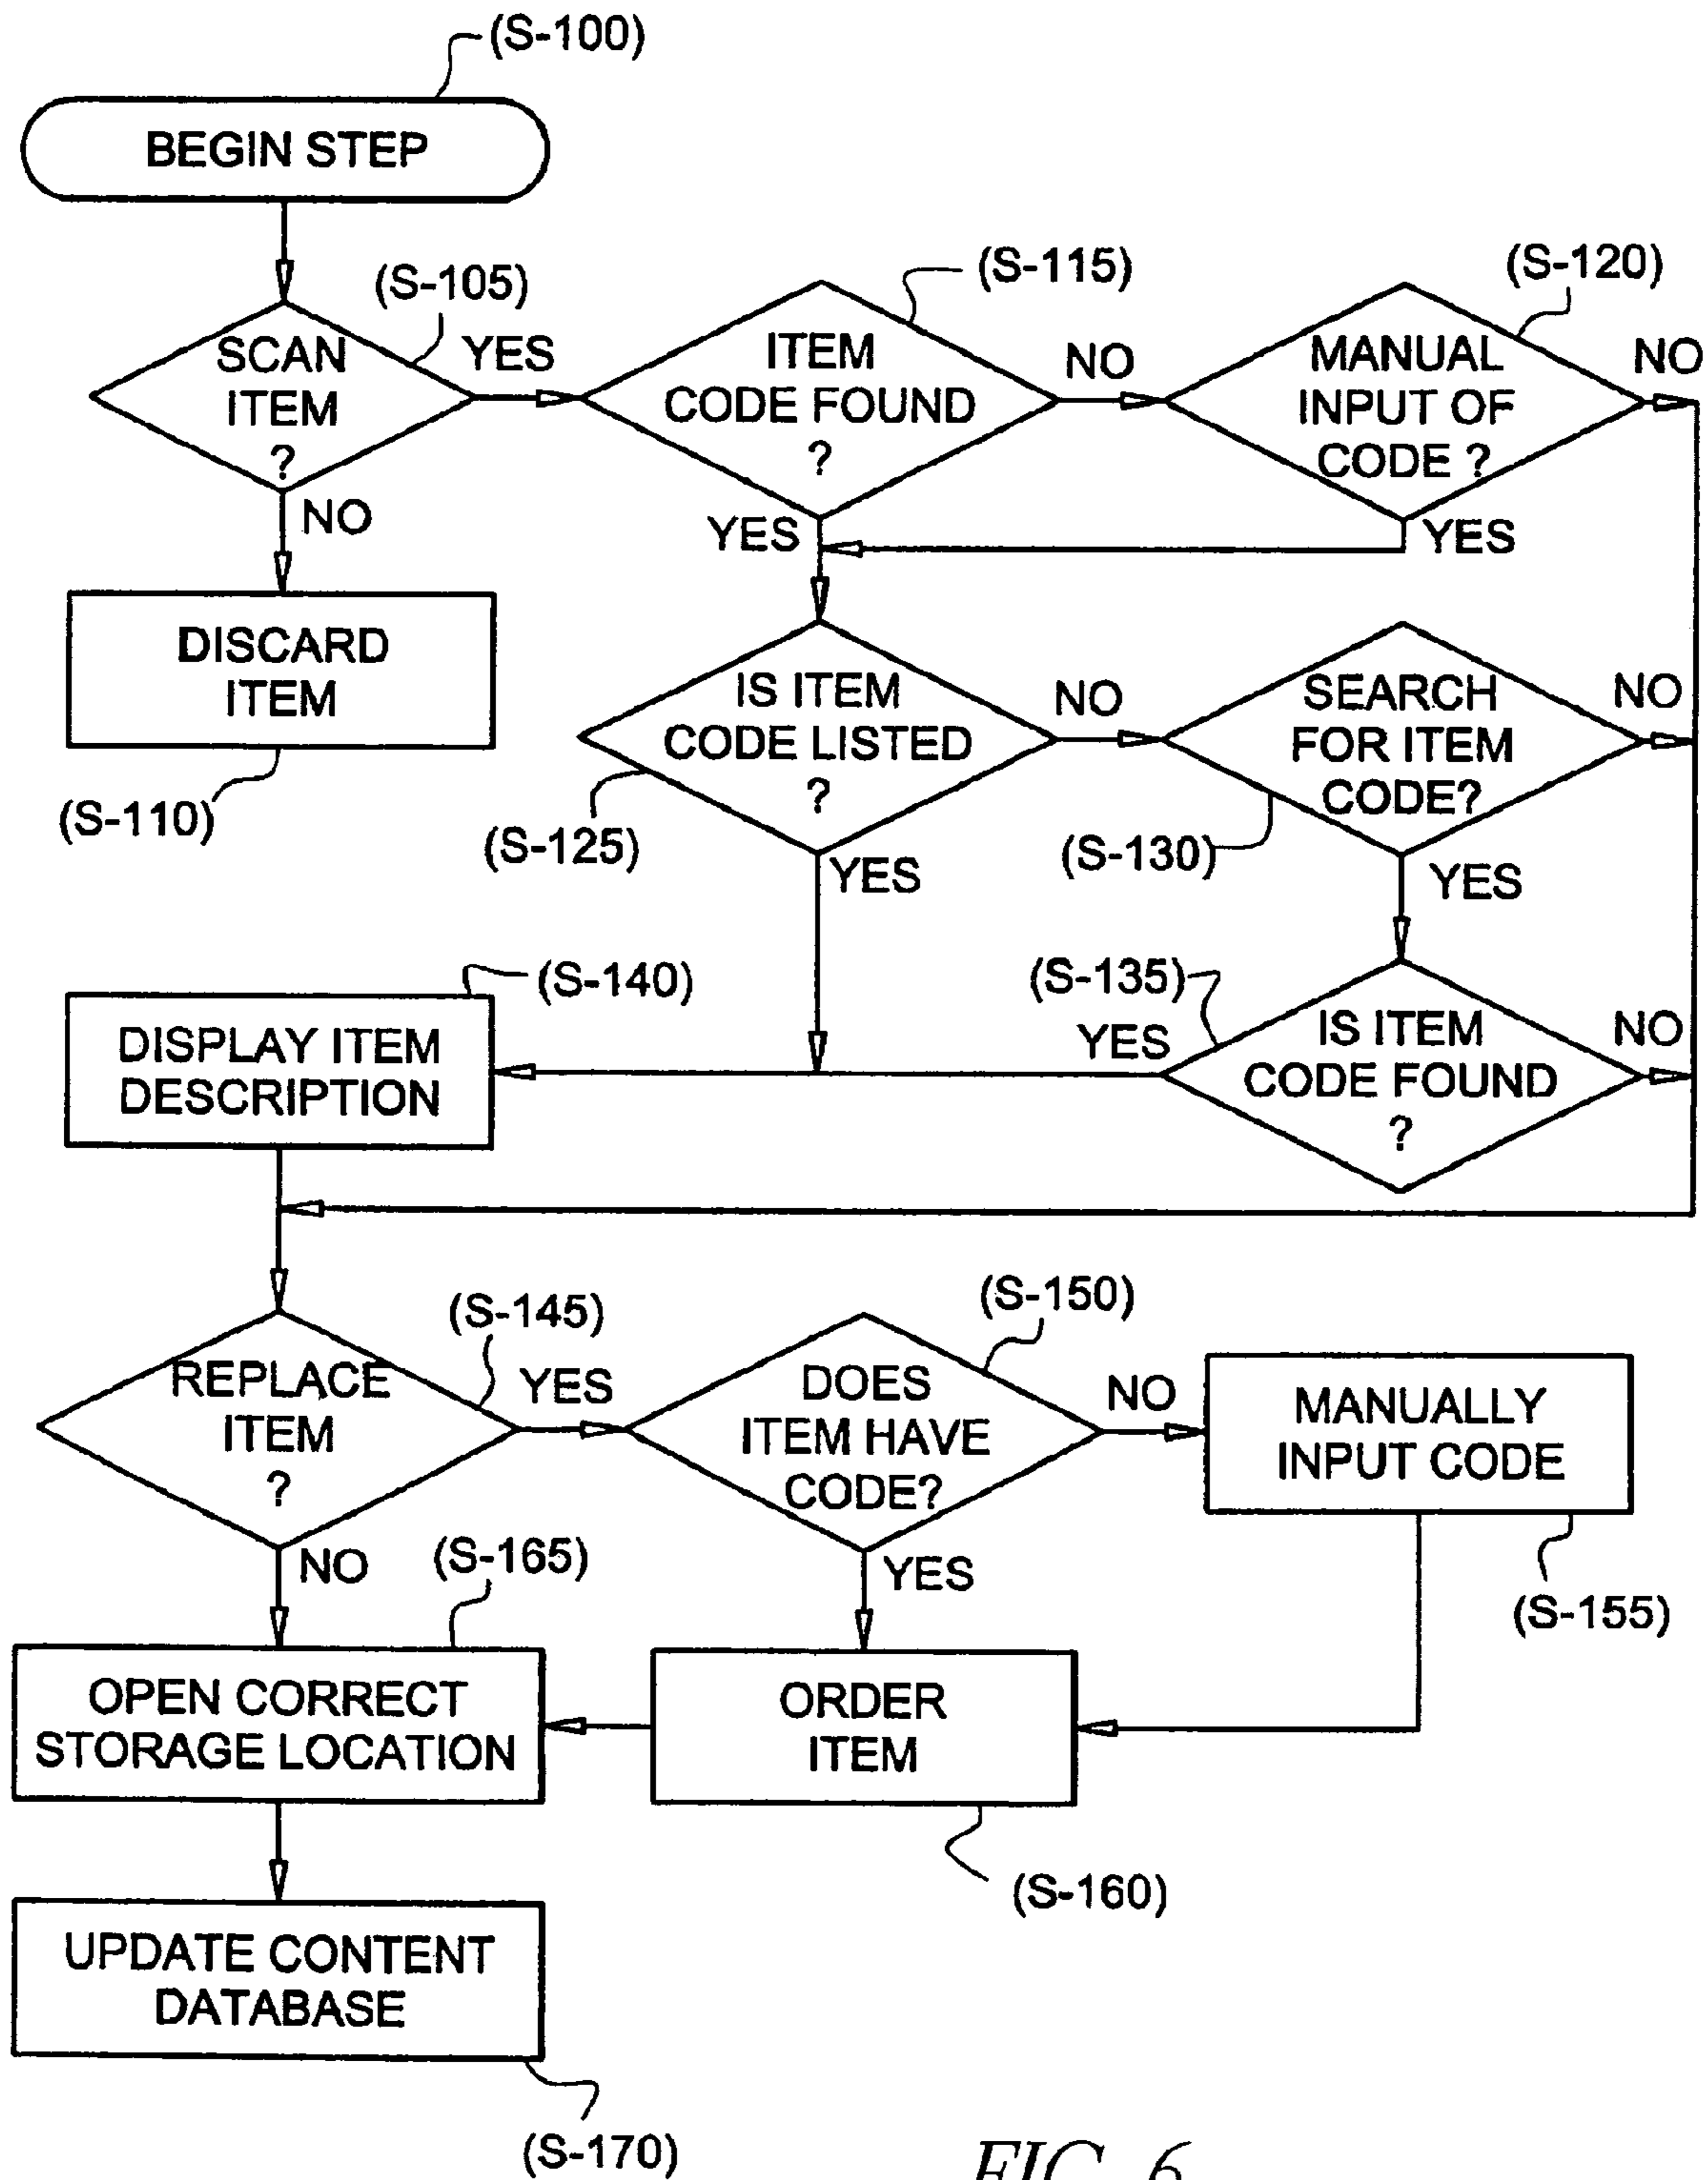 (S-100)
BEGIN STEP
(S-105)
SCAN
ITEM
?
YES
NO
(S-115)
ITEM
CODE FOUND
?
NO
YES
(S-120)
MANUAL
INPUT OF
CODE ?
NO
YES
DISCARD
ITEM
(S-110)
IS ITEM
CODE LISTED
?
(S-125)
NO
YES
SEARCH
FOR ITEM
CODE?
(S-130)
NO
YES
(S-135)
IS ITEM
CODE FOUND
?
YES
NO
(S-140)
DISPLAY ITEM
DESCRIPTION
(S-145)
REPLACE
ITEM
?
YES
NO
(S-150)
DOES
ITEM HAVE
CODE?
NO
YES
MANUALLY
INPUT CODE
(S-155)
(S-165)
OPEN CORRECT
STORAGE LOCATION
ORDER
ITEM
(S-160)
UPDATE CONTENT
DATABASE
(S-170)
FIG. 6